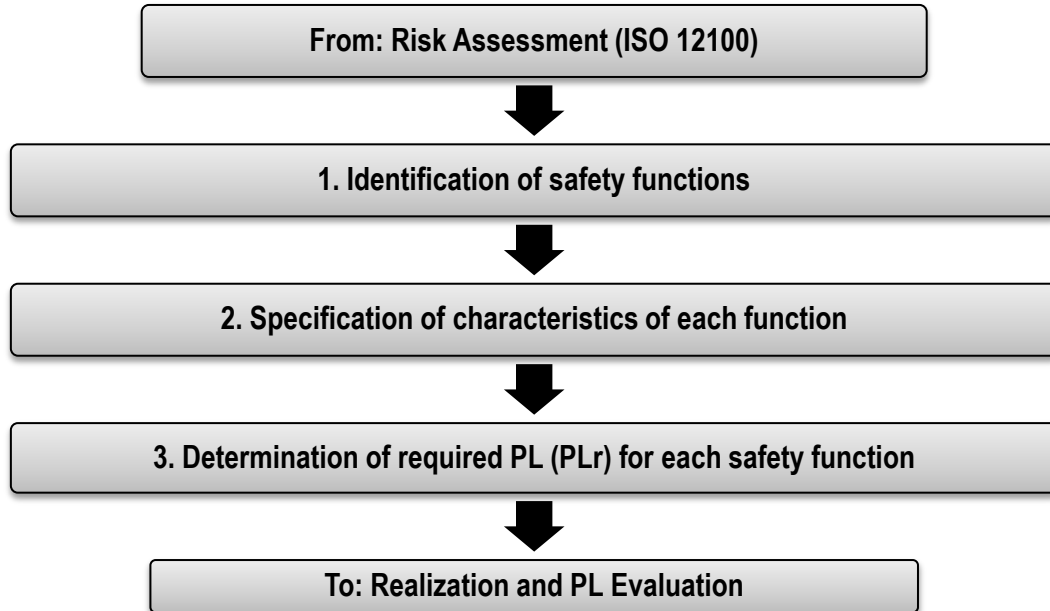 From: Risk Assessment (ISO 12100)
1. Identification of safety functions
2. Specification of characteristics of each function
3. Determination of required PL (PLr) for each safety function
To: Realization and PL Evaluation